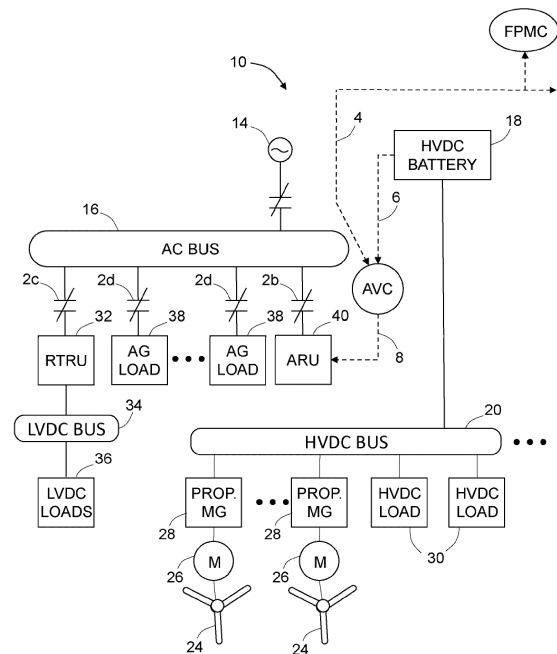 FPMC
10
4
14
18
HVDC
BATTERY
6
16
AC BUS
2c
2d
2d
2b
AVC
32
38
38
40
RTRU
AG
LOAD
AG
LOAD
ARU
8
34
LVDC BUS
20
HVDC BUS
36
LVDC
LOADS
PROP.
MG
PROP.
MG
HVDC
LOAD
HVDC
LOAD
28
28
30
M
M
26
26
24
24